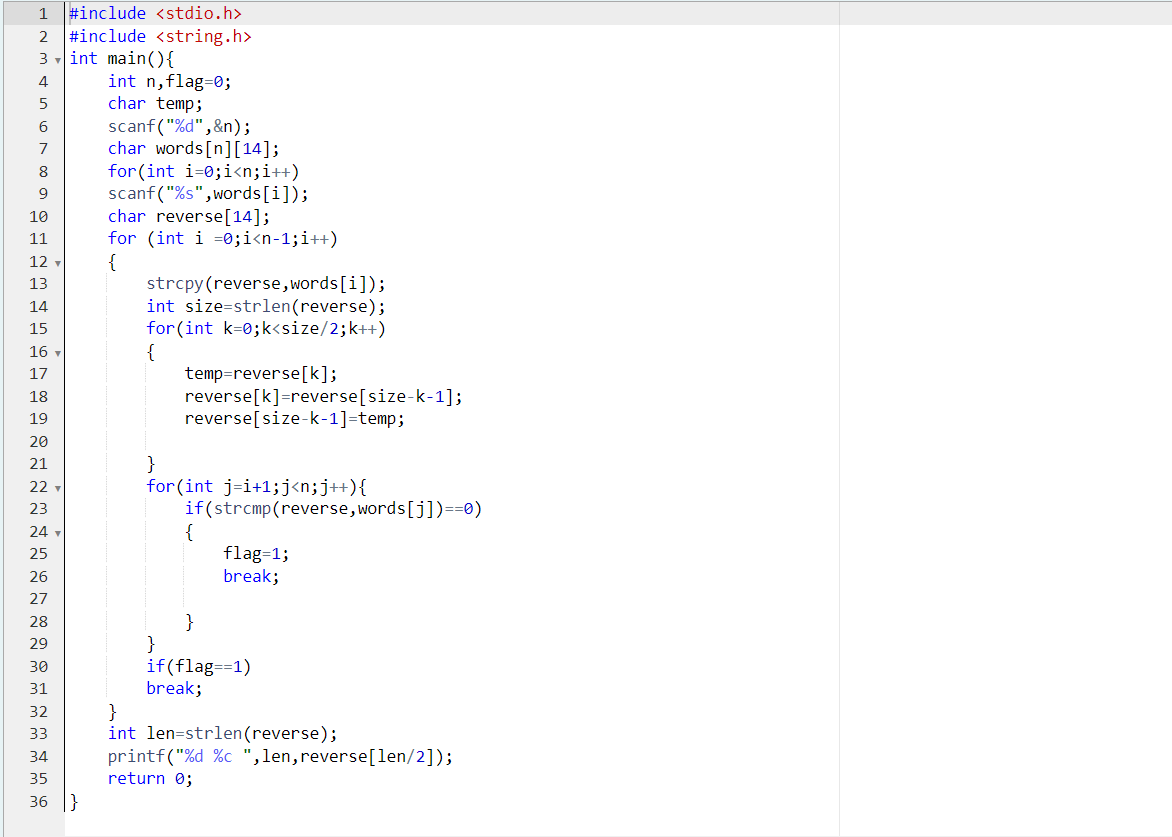 1 #include <stdio.h>
2 #include <string.h>
3 int main(){
4     int n,flag=0;
5     char temp;
6     scanf("%d",&n);
7     char words[n][14];
8     for(int i=0;i<n;i++)
9     scanf("%s",words[i]);
10     char reverse[14];
11     for (int i =0;i<n-1;i++)
12     {
13         strcpy(reverse,words[i]);
14         int size=strlen(reverse);
15         for(int k=0;k<size/2;k++)
16         {
17             temp=reverse[k];
18             reverse[k]=reverse[size-k-1];
19             reverse[size-k-1]=temp;
20
21         }
22         for(int j=i+1;j<n;j++){
23             if(strcmp(reverse,words[j])==0)
24             {
25                 flag=1;
26                 break;
27
28             }
29         }
30         if(flag==1)
31         break;
32     }
33     int len=strlen(reverse);
34     printf("%d %c ",len,reverse[len/2]);
35     return 0;
36 }